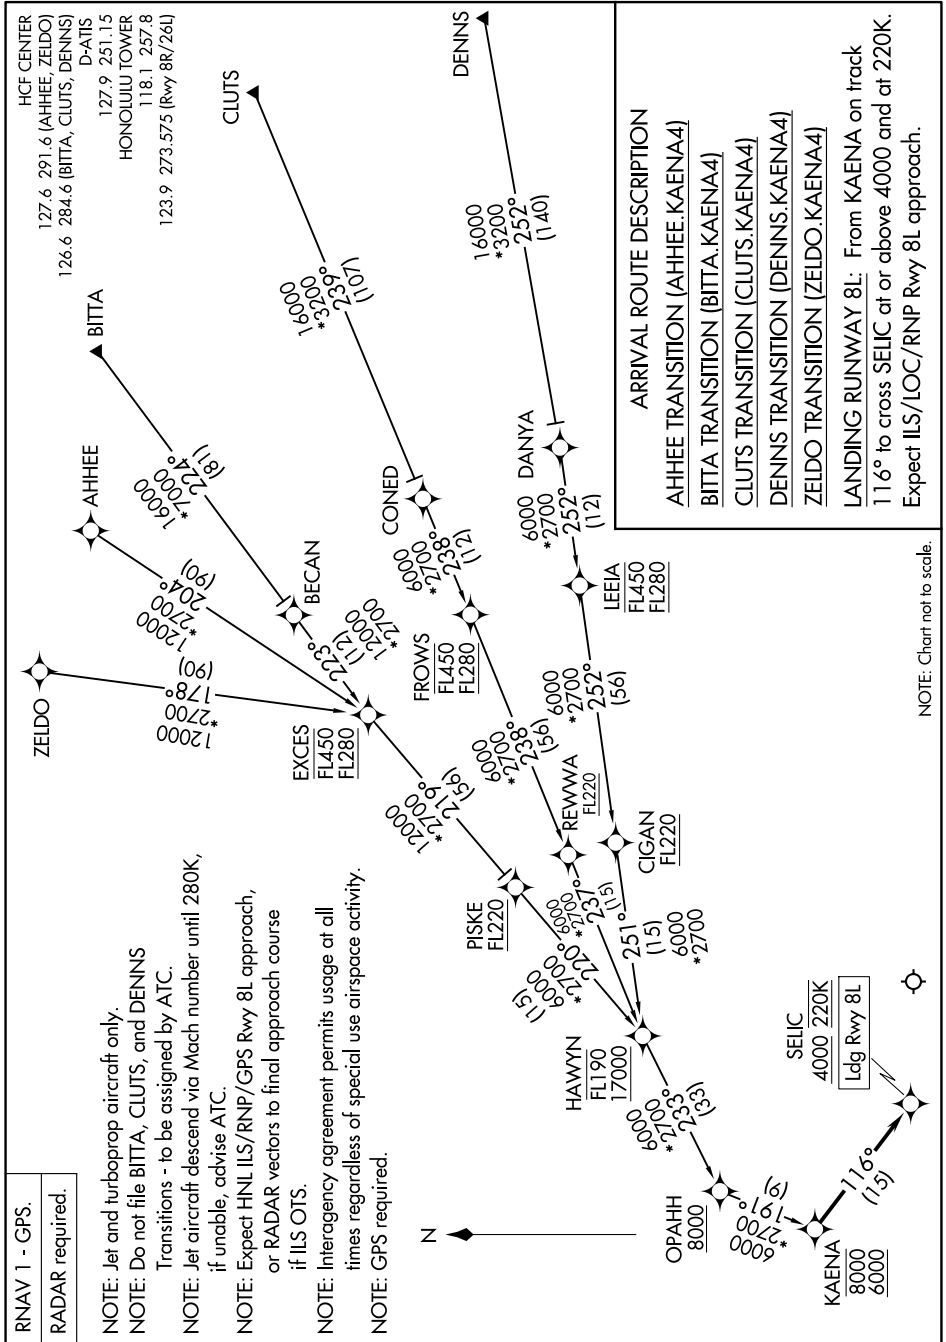 RNAV 1 - GPS.
RADAR required.
NOTE: Jet and turboprop aircraft only.
NOTE: Do not file BITTA, CLUTS, and DENNS
Transitions - to be assigned by ATC.
NOTE: Jet aircraft descend via Mach number until 280K,
if unable, advise ATC.
NOTE: Expect HNL ILS/RNP/GPS Rwy 8L approach,
or RADAR vectors to final approach course
if ILS OTS.
NOTE: Interagency agreement permits usage at all
times regardless of special use airspace activity.
NOTE: GPS required.
HCF CENTER
127.6 291.6 (AHHEE, ZELDO)
126.6 284.6 (BITTA, CLUTS, DENNS)
D-ATIS
127.9 251.15
HONOLULU TOWER
118.1 257.8
123.9 273.575 (Rwy 8R/26L)
ZELDO
12000
*2700
178°
(90)
AHHEE
12000
*2700
204°
(90)
BITTA
16000
*7000
224°
(81)
BECAN
223°
(12)
12000
*2700
EXCES
FL450
FL280
12000
*2700
219°
(56)
PISKE
FL220
(15)
6000
*2700
220°
CLUTS
16000
*3200
239°
(107)
CONED
6000
*2700
238°
(12)
FROWS
FL450
FL280
6000
*2700
238°
(56)
REWWA
FL220
6000
*2700
237°
(15)
DENNS
16000
*3200
252°
(140)
DANYA
6000
*2700
252°
(12)
LEEIA
FL450
FL280
6000
*2700
252°
(56)
CIGAN
FL220
251°
(15)
6000
*2700
HAWYN
FL190
17000
6000
*2700
233°
(33)
OPAHH
8000
6000
*2700
191°
(9)
KAENA
8000
6000
116°
(15)
SELIC
4000 220K
Ldg Rwy 8L
N
ARRIVAL ROUTE DESCRIPTION
AHHEE TRANSITION (AHHEE.KAENA4)
BITTA TRANSITION (BITTA.KAENA4)
CLUTS TRANSITION (CLUTS.KAENA4)
DENNS TRANSITION (DENNS.KAENA4)
ZELDO TRANSITION (ZELDO.KAENA4)
LANDING RUNWAY 8L: From KAENA on track
116° to cross SELIC at or above 4000 and at 220K.
Expect ILS/LOC/RNP Rwy 8L approach.
NOTE: Chart not to scale.